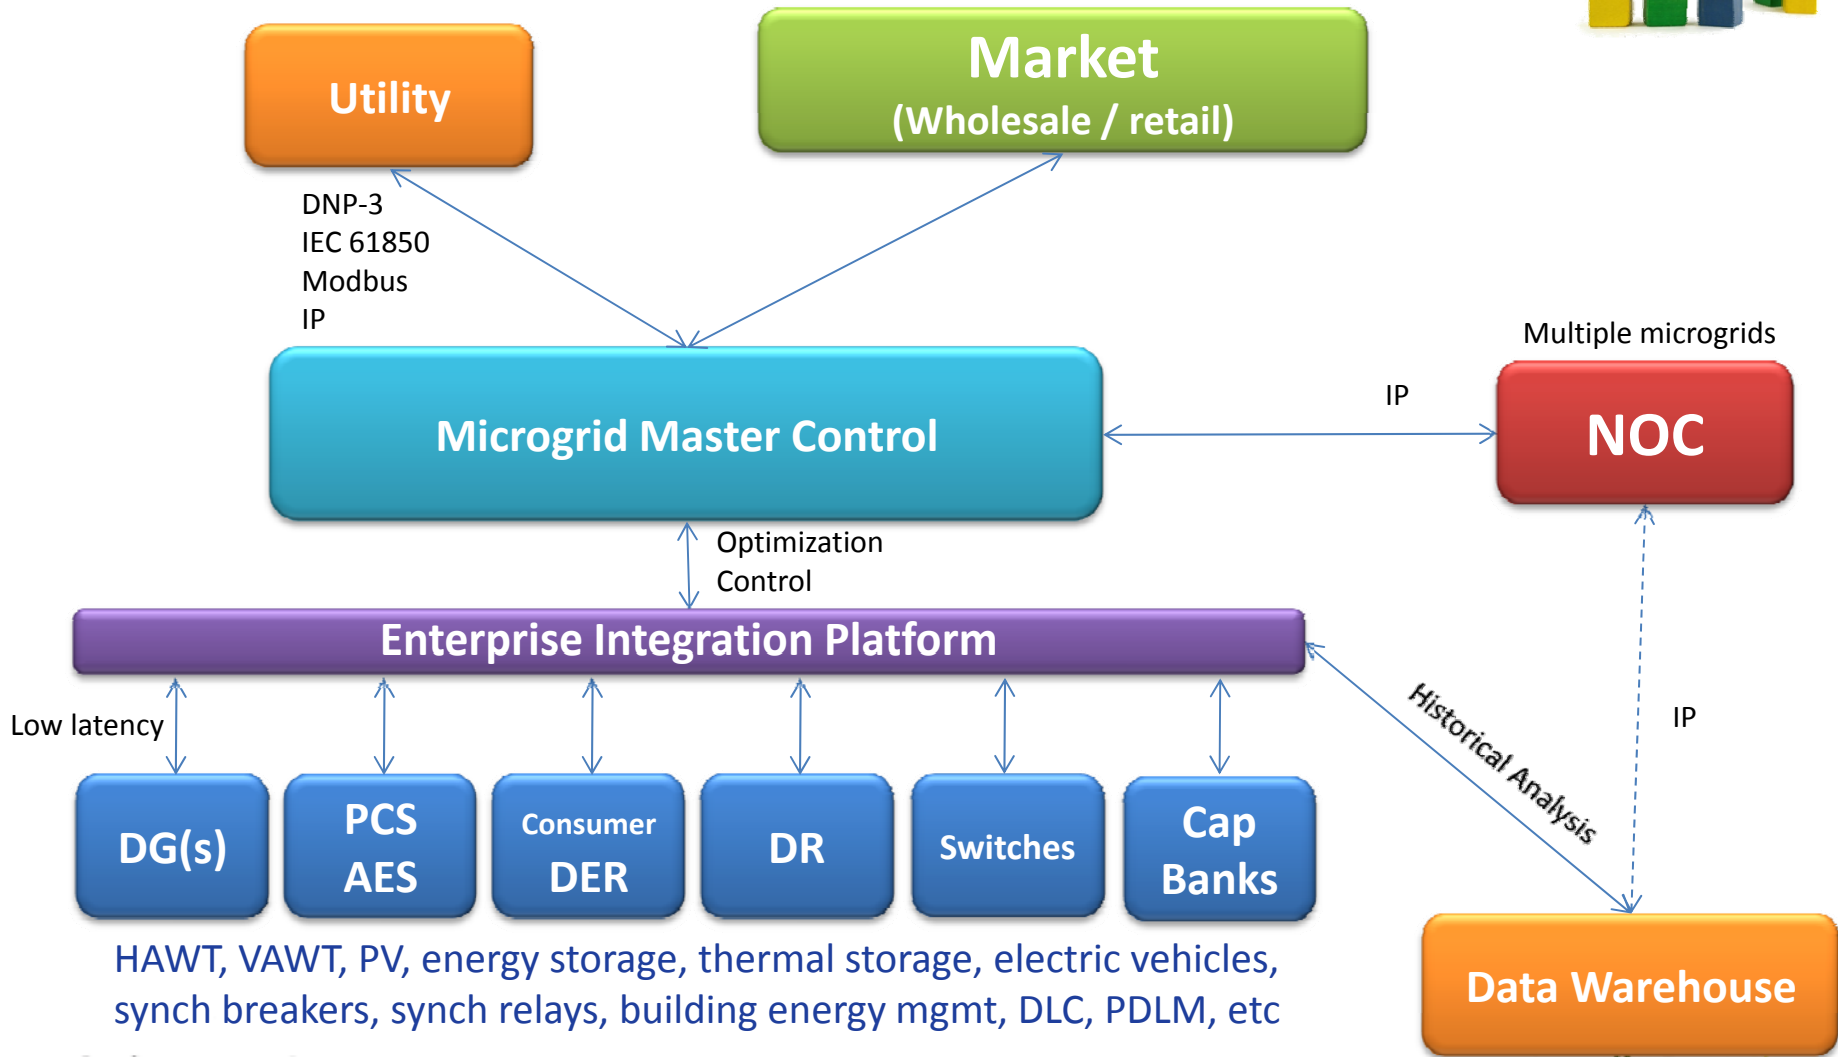 Utility
Market
(Wholesale / retail)
DNP-3
IEC 61850
Modbus
IP
Multiple microgrids
Microgrid Master Control
IP
NOC
Optimization
Control
Enterprise Integration Platform
Low latency
Historical Analysis
IP
DG(s)
PCS
AES
Consumer
DER
DR
Switches
Cap
Banks
HAWT, VAWT, PV, energy storage, thermal storage, electric vehicles,
synch breakers, synch relays, building energy mgmt, DLC, PDLM, etc
Data Warehouse